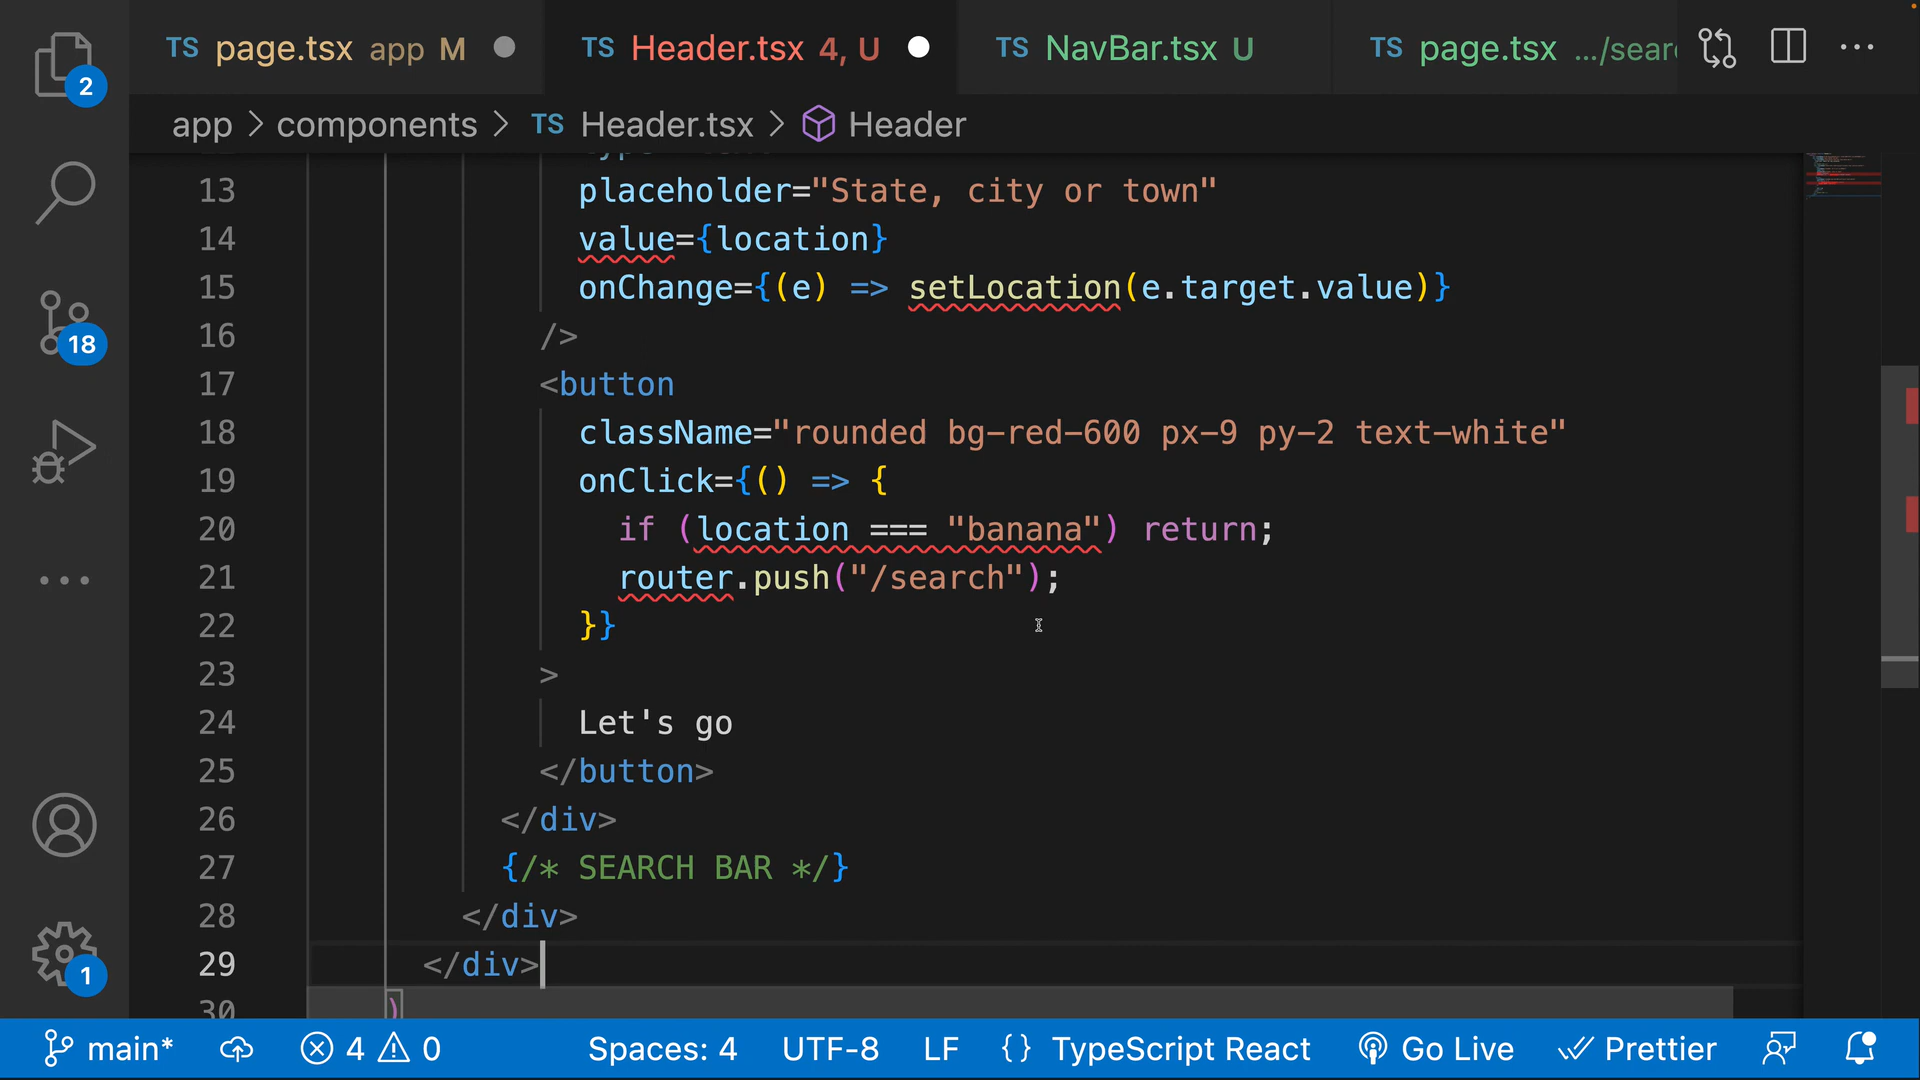 2
TS page.tsx app M
TS Header.tsx 4, U
TS NavBar.tsx U
TS page.tsx
app > components > TS Header.tsx > Header
13 placeholder="State, city or town"
14 value={location}
15 onChange={(e) => setLocation(e.target.value)}
16 />
17 <button
18 className="rounded bg-red-600 px-9 py-2 text-white"
19 onClick={() => {
20 if (location === "banana") return;
21 router.push("/search");
22 }}
23 >
24 Let's go
25 </button>
26 </div>
27 {/* SEARCH BAR */}
28 </div>
29 </div>
30 )
18
1
main* 4 0 Spaces: 4 UTF-8 LF {} TypeScript React Go Live Prettier